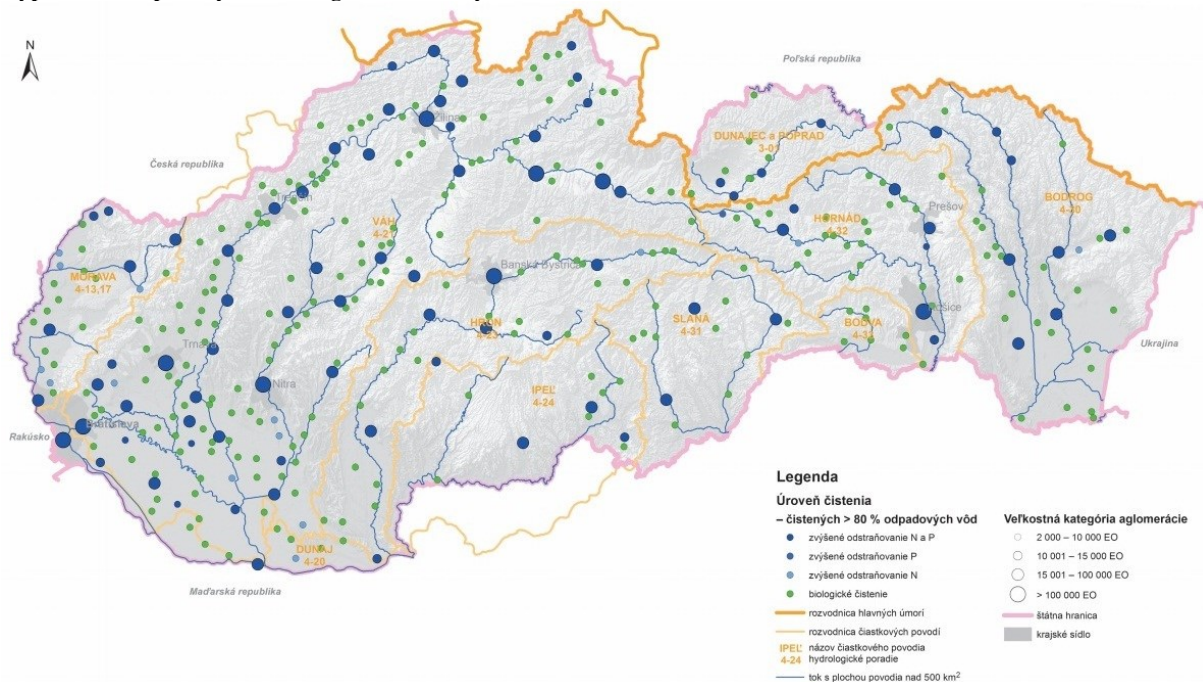 N
Poľská republika
Žilina
DUNAJEC a POPRAD
3-01
Česká republika
Trenčín
VÁH
4-21
HORNÁD
4-32
Prešov
BODROG
4-30
MORAVA
4-13,17
Banská Bystrica
HRON
4-23
SLANÁ
4-31
BODVA
Košice
Ukrajina
Trnava
Nitra
IPEĽ
4-24
Rakúsko
Bratislava
DUNAJ
4-20
Maďarská republika
Legenda
Úroveň čistenia
– čistených > 80 % odpadových vôd
zvýšené odstraňovanie N a P
zvýšené odstraňovanie P
zvýšené odstraňovanie N
biologické čistenie
rozvodnica hlavných úmorí
rozvodnica čiastkových povodí
IPEĽ názov čiastkového povodia
4-24 hydrologické poradie
tok s plochou povodia nad 500 km²
Veľkostná kategória aglomerácie
2 000 – 10 000 EO
10 001 – 15 000 EO
15 001 – 100 000 EO
> 100 000 EO
štátna hranica
krajské sídlo